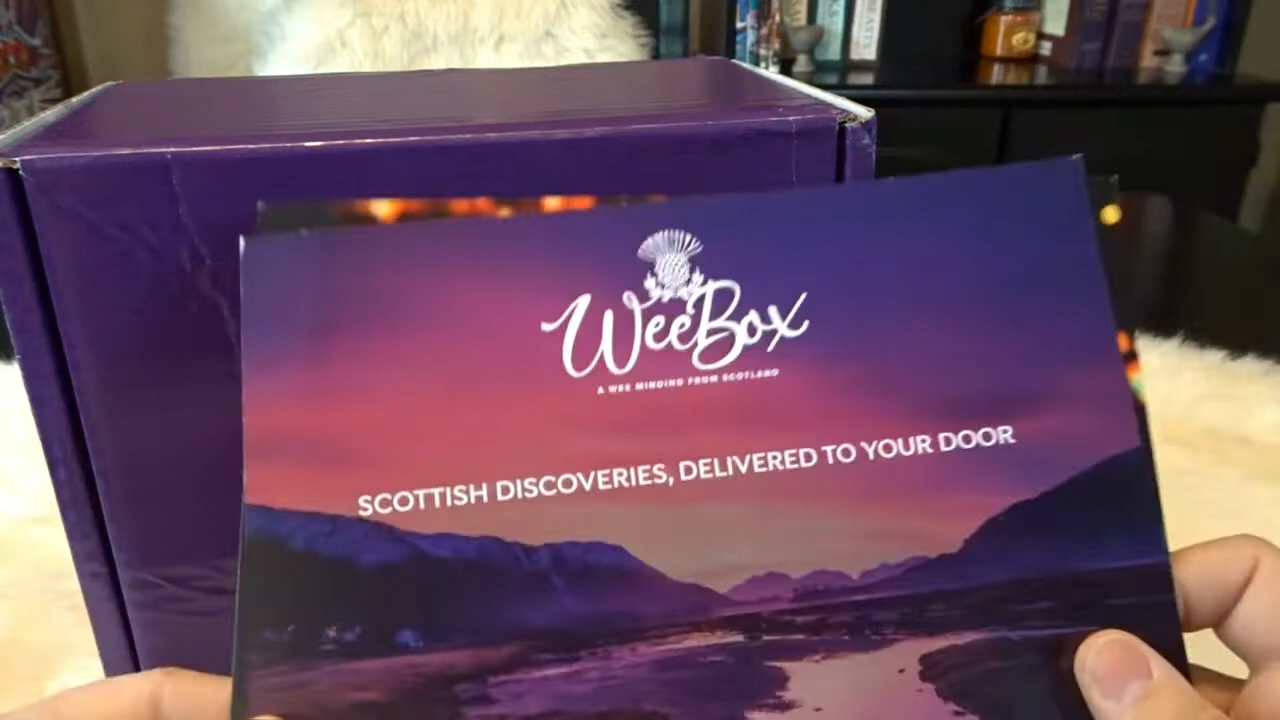 WeeBox
A WEE MINDING FROM SCOTLAND
SCOTTISH DISCOVERIES, DELIVERED TO YOUR DOOR